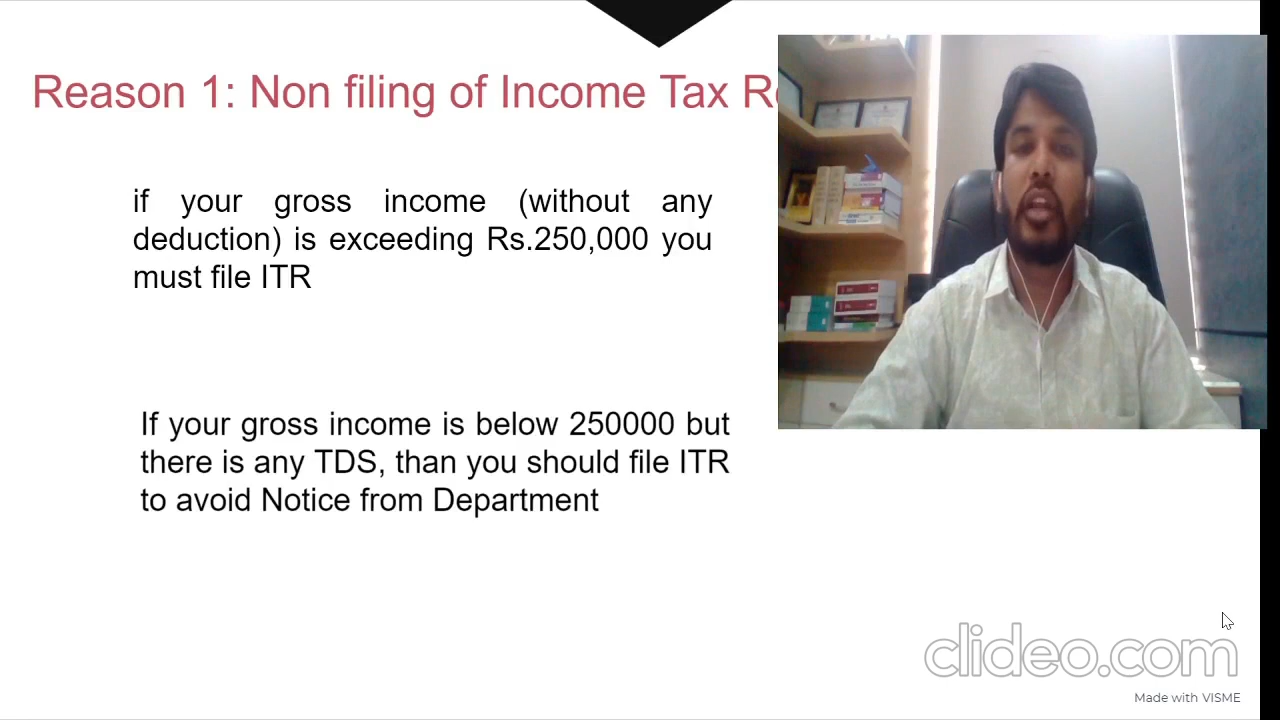 Reason 1: Non filing of Income Tax R
if your gross income (without any
deduction) is exceeding Rs.250,000 you
must file ITR
If your gross income is below 250000 but
there is any TDS, than you should file ITR
to avoid Notice from Department
clideo.com
Made with VISME